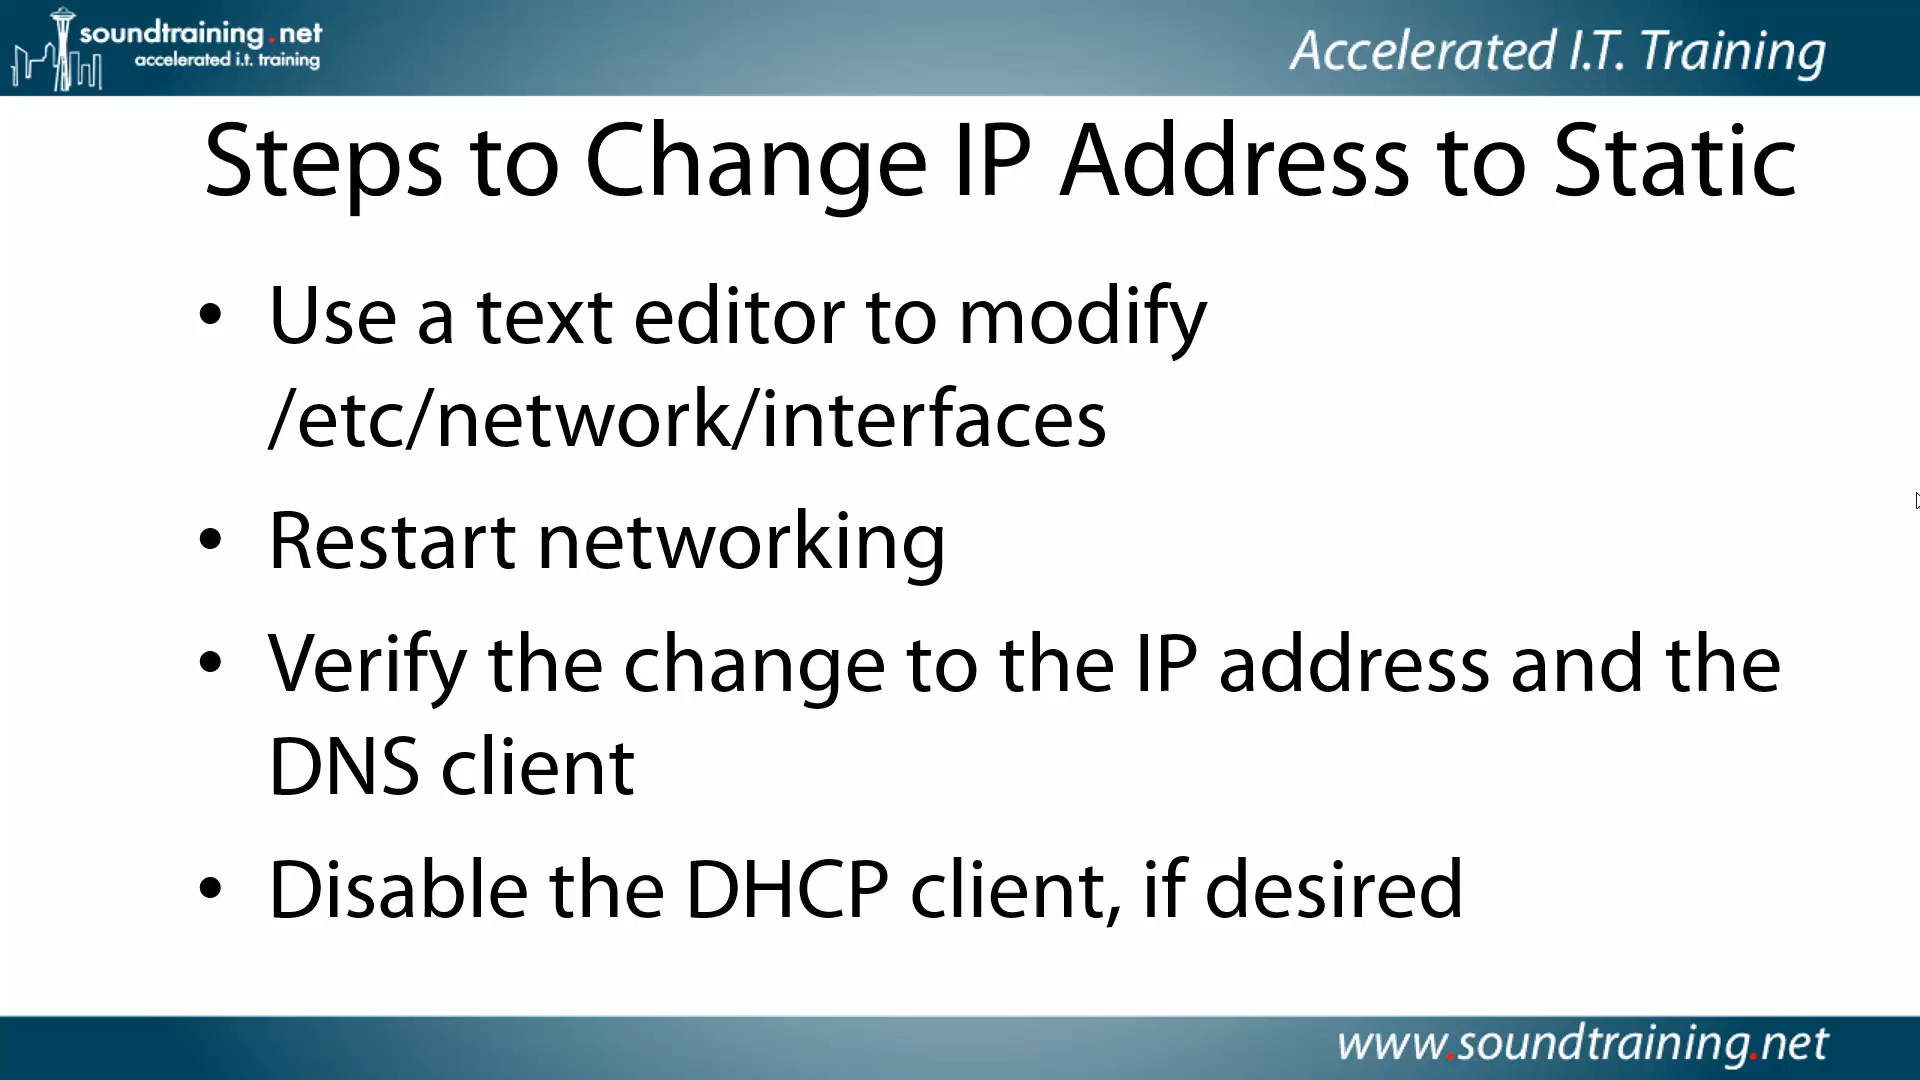 soundtraining.net
accelerated i.t. training
Accelerated I.T. Training
Steps to Change IP Address to Static
• Use a text editor to modify
/etc/network/interfaces
• Restart networking
• Verify the change to the IP address and the
DNS client
• Disable the DHCP client, if desired
www.soundtraining.net